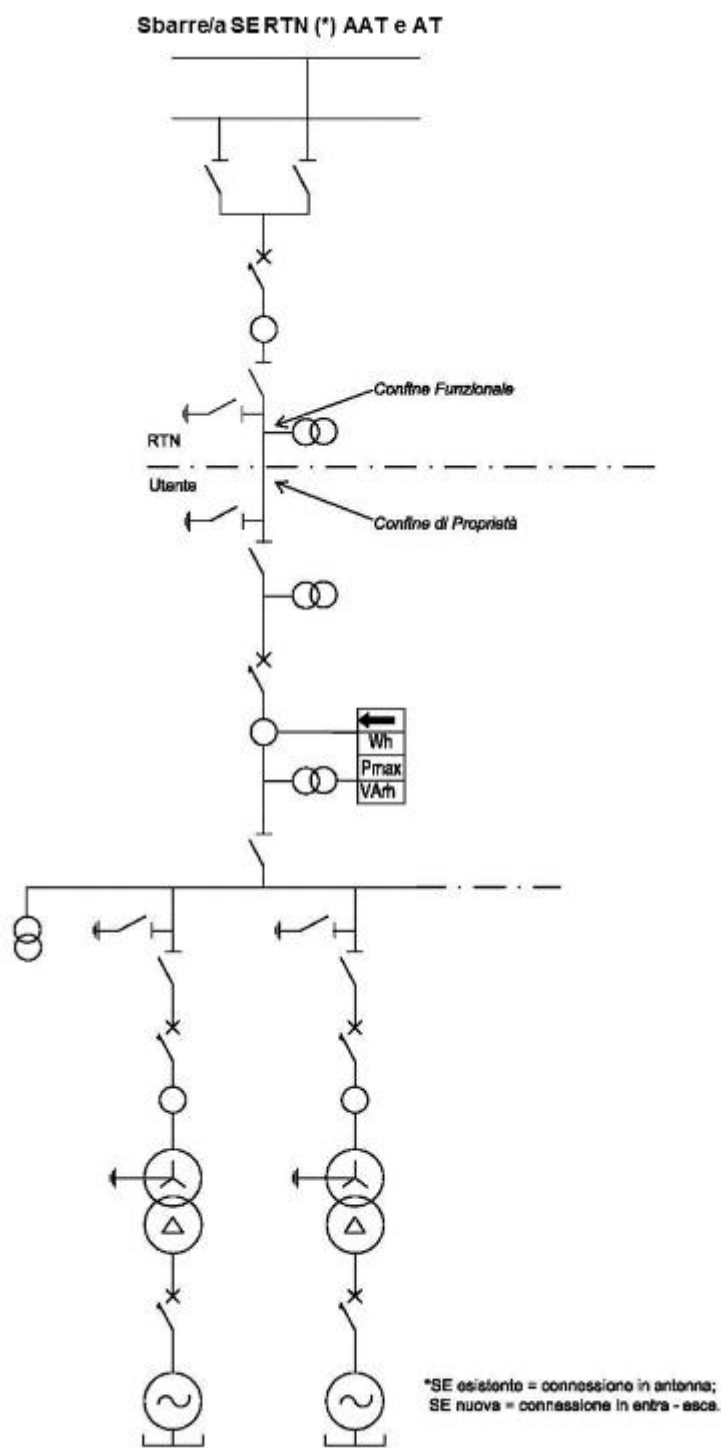 Sbarre/a SE RTN (*) AAT e AT
Confine Funzionale
RTN
Utente
Confine di Proprietà
Wh
Pmax
VArh
*SE esistente = connessione in antenna;
SE nuova = connessione in entra - esce.